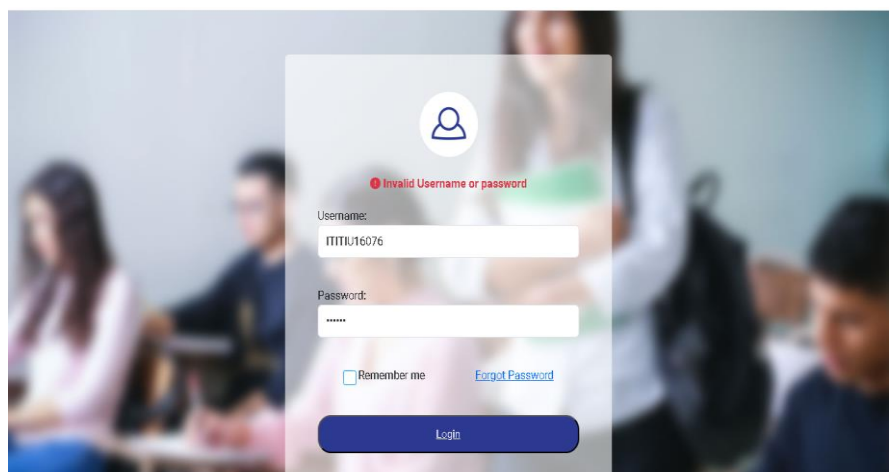 Invalid Username or password
Username:
ITITIU16076
Password:
Remember me
Forgot Password
Login